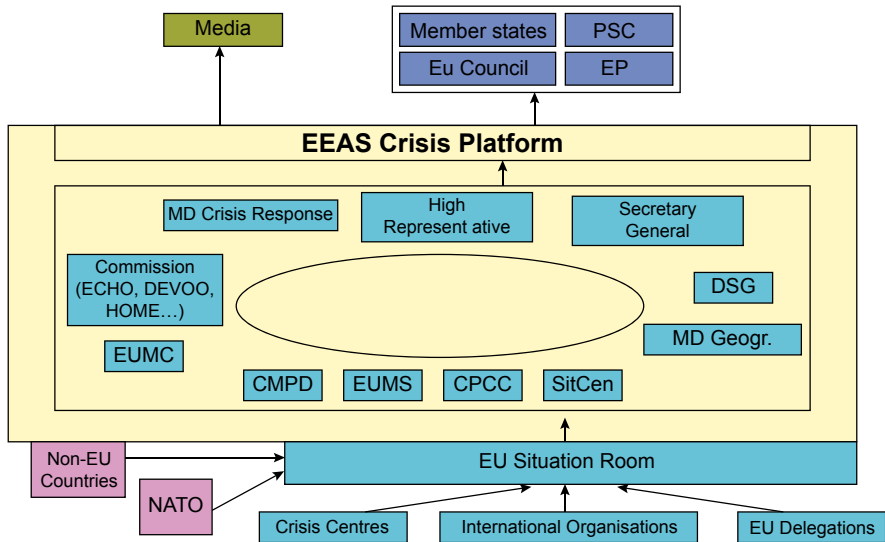 Media
Member states
PSC
Eu Council
EP
EEAS Crisis Platform
MD Crisis Response
High
Represent ative
Secretary
General
Commission
(ECHO, DEVOO,
HOME…)
DSG
MD Geogr.
EUMC
CMPD
EUMS
CPCC
SitCen
Non-EU
Countries
EU Situation Room
NATO
Crisis Centres
International Organisations
EU Delegations